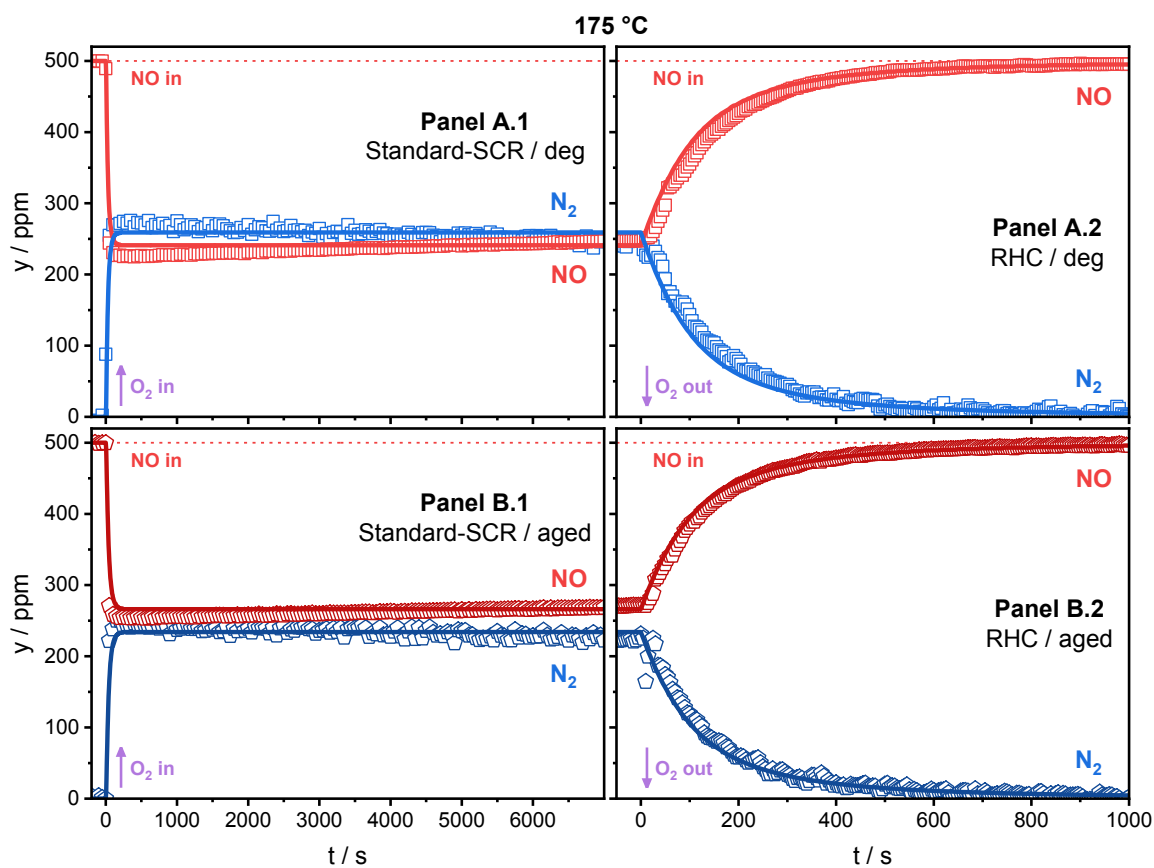 175 °C
y / ppm
500
400
300
200
100
0
NO in
Panel A.1
Standard-SCR / deg
N₂
NO
O₂ in
NO in
NO
Panel A.2
RHC / deg
N₂
O₂ out
y / ppm
500
400
300
200
100
0
NO in
Panel B.1
Standard-SCR / aged
NO
N₂
O₂ in
0 1000 2000 3000 4000 5000 6000
t / s
NO in
NO
Panel B.2
RHC / aged
N₂
O₂ out
0 200 400 600 800 1000
t / s